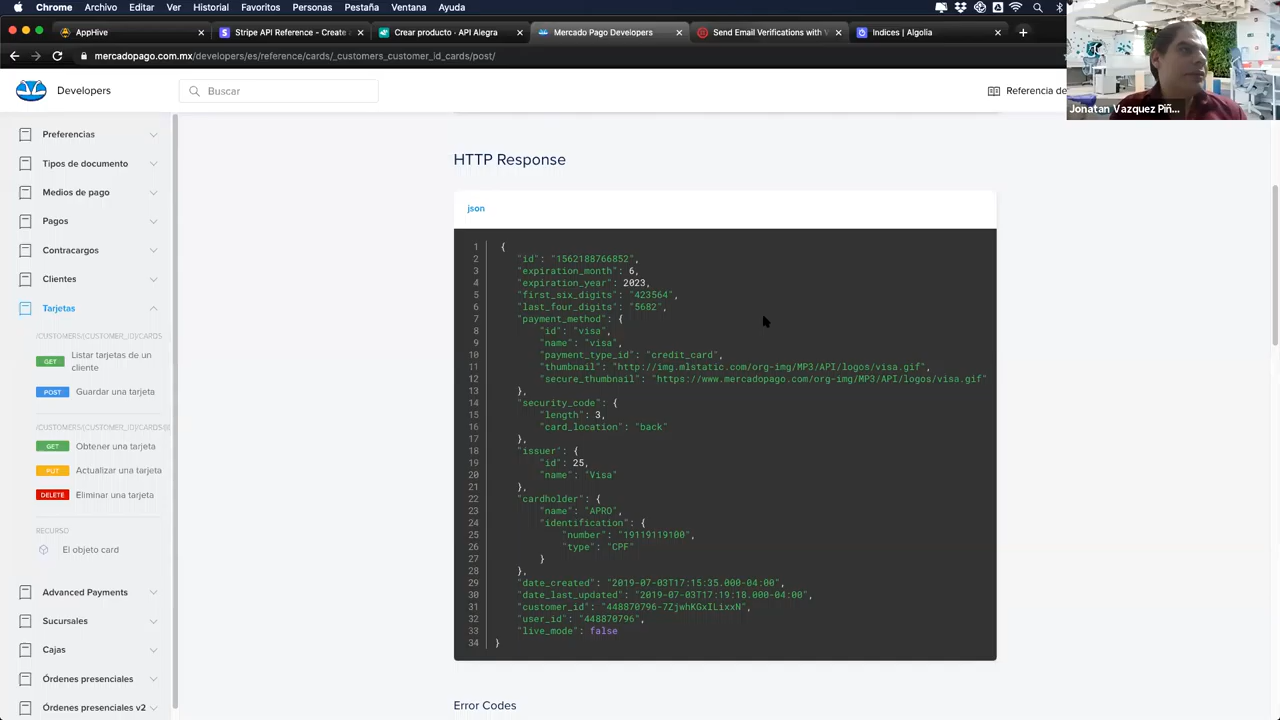 Chrome Archivo Editar Ver Historial Favoritos Personas Pestaña Ventana Ayuda
AppHive
Stripe API Reference - Create
Crear producto · API Alegra
Mercado Pago Developers
Send Email Verifications with
Indices | Algolia
mercadopago.com.mx/developers/es/reference/cards/_customers_customer_id_cards/post/
Developers
Buscar
Referencia de
Jonatan Vazquez Piñ...
Preferencias
Tipos de documento
Medios de pago
Pagos
Contracargos
Clientes
Tarjetas
/CUSTOMERS/{CUSTOMER_ID}/CARDS
GET Listar tarjetas de un
cliente
POST Guardar una tarjeta
/CUSTOMERS/{CUSTOMER_ID}/CARDS/
GET Obtener una tarjeta
PUT Actualizar una tarjeta
DELETE Eliminar una tarjeta
RECURSO
El objeto card
Advanced Payments
Sucursales
Cajas
Órdenes presenciales
Órdenes presenciales v2
HTTP Response
json
1 {
2 "id": "1562188766852",
3 "expiration_month": 6,
4 "expiration_year": 2023,
5 "first_six_digits": "423564",
6 "last_four_digits": "5682",
7 "payment_method": {
8 "id": "visa",
9 "name": "visa",
10 "payment_type_id": "credit_card",
11 "thumbnail": "http://img.mlstatic.com/org-img/MP3/API/logos/visa.gif",
12 "secure_thumbnail": "https://www.mercadopago.com/org-img/MP3/API/logos/visa.gif"
13 },
14 "security_code": {
15 "length": 3,
16 "card_location": "back"
17 },
18 "issuer": {
19 "id": 25,
20 "name": "Visa"
21 },
22 "cardholder": {
23 "name": "APRO",
24 "identification": {
25 "number": "19119119100",
26 "type": "CPF"
27 }
28 },
29 "date_created": "2019-07-03T17:15:35.000-04:00",
30 "date_last_updated": "2019-07-03T17:19:18.000-04:00",
31 "customer_id": "448870796-7ZjwhKGxILixxN",
32 "user_id": "448870796",
33 "live_mode": false
34 }
Error Codes